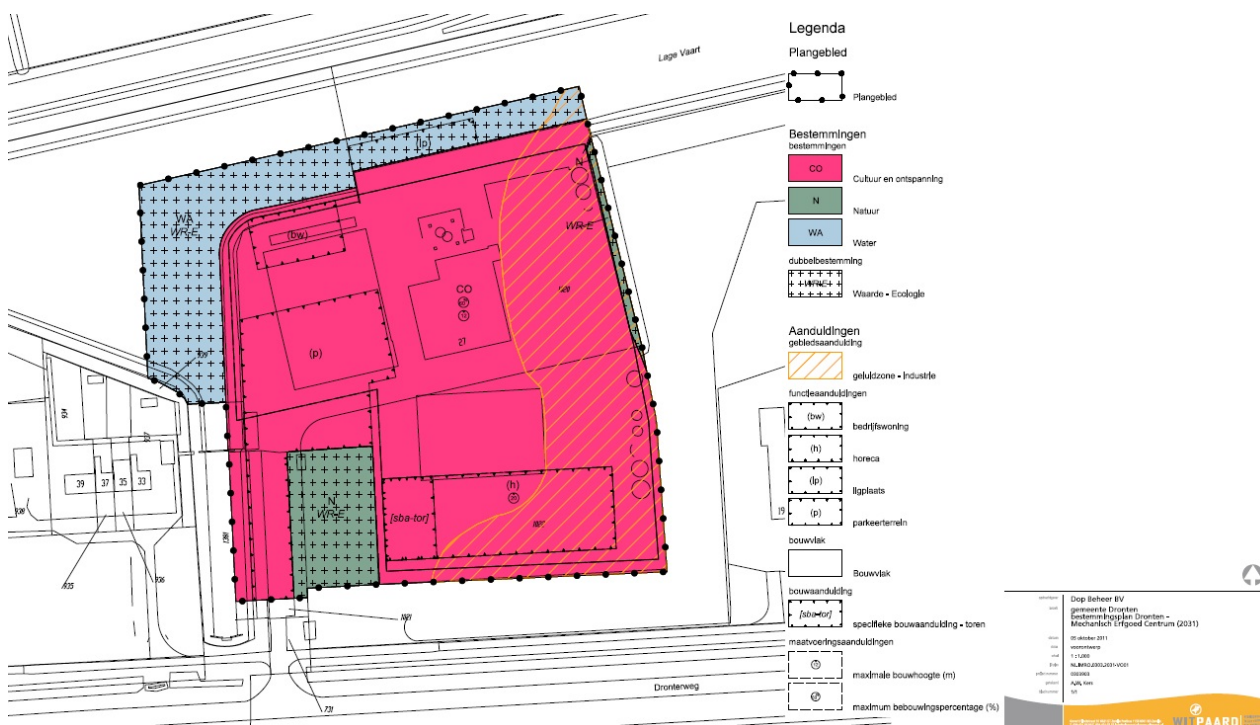 Lage Vaart
(lp)
WA
WR-E
(bw)
N
WR-E
CO
(p)
27
N
WR-E
(h)
[sba-tor]
39
37
35
33
935
936
731
19
Dronterweg
Legenda
Plangebied
Plangebied
Bestemmingen
bestemmingen
CO
Cultuur en ontspanning
N
Natuur
WA
Water
dubbelbestemming
WR-E
Waarde - Ecologie
Aanduidingen
gebiedsaanduiding
geluidzone - industrie
functieaanduidingen
(bw)
bedrijfswoning
(h)
horeca
(lp)
ligplaats
(p)
parkeerterrein
bouwvlak
Bouwvlak
bouwaanduiding
[sba-tor]
specifieke bouwaanduiding - toren
maatvoeringsaanduidingen
maximale bouwhoogte (m)
maximum bebouwingspercentage (%)
Dop Beheer BV
gemeente Dronten
bestemmingsplan Dronten -
Mechanisch Erfgoed Centrum (2031)
05 oktober 2011
voorontwerp
1 : 1.000
WITPAARD